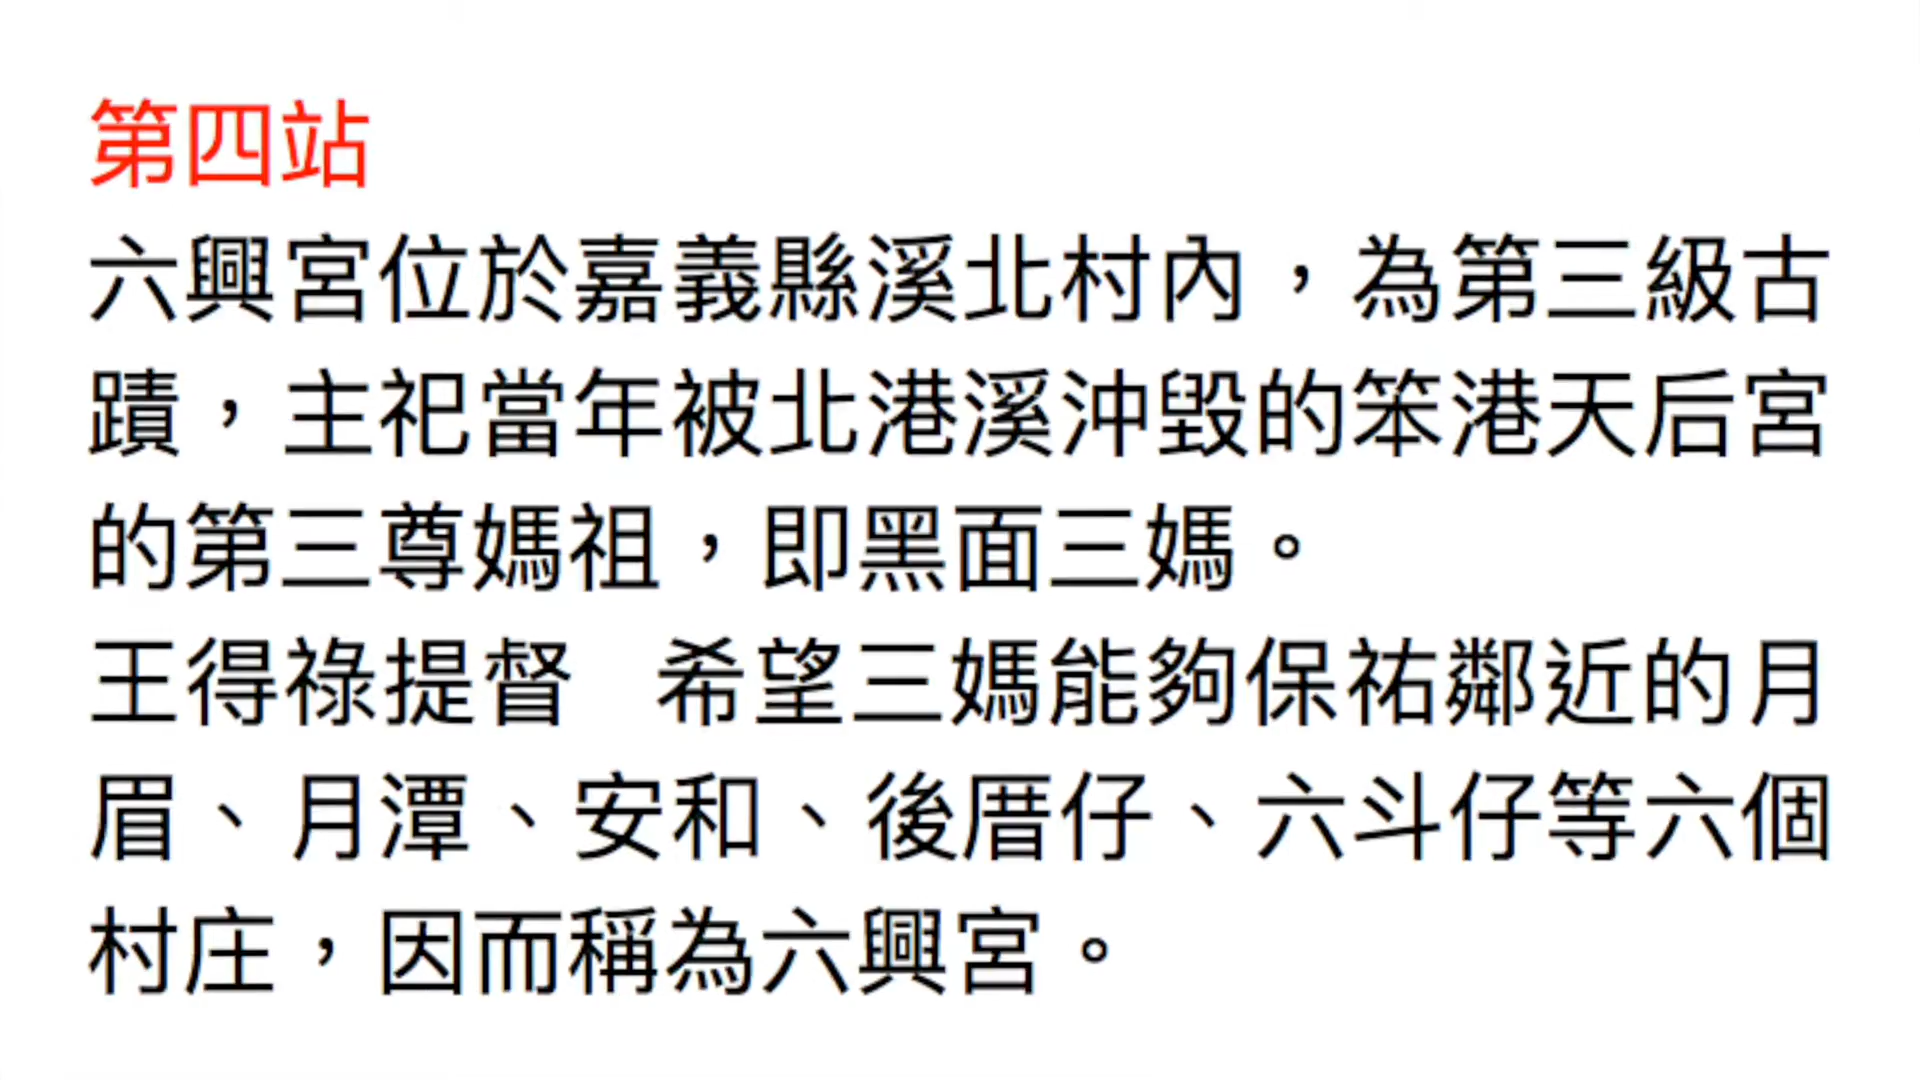 第四站
六興宮位於嘉義縣溪北村內，為第三級古
蹟，主祀當年被北港溪沖毀的笨港天后宮
的第三尊媽祖，即黑面三媽。
王得祿提督 希望三媽能夠保祐鄰近的月
眉、月潭、安和、後厝仔、六斗仔等六個
村庄，因而稱為六興宮。